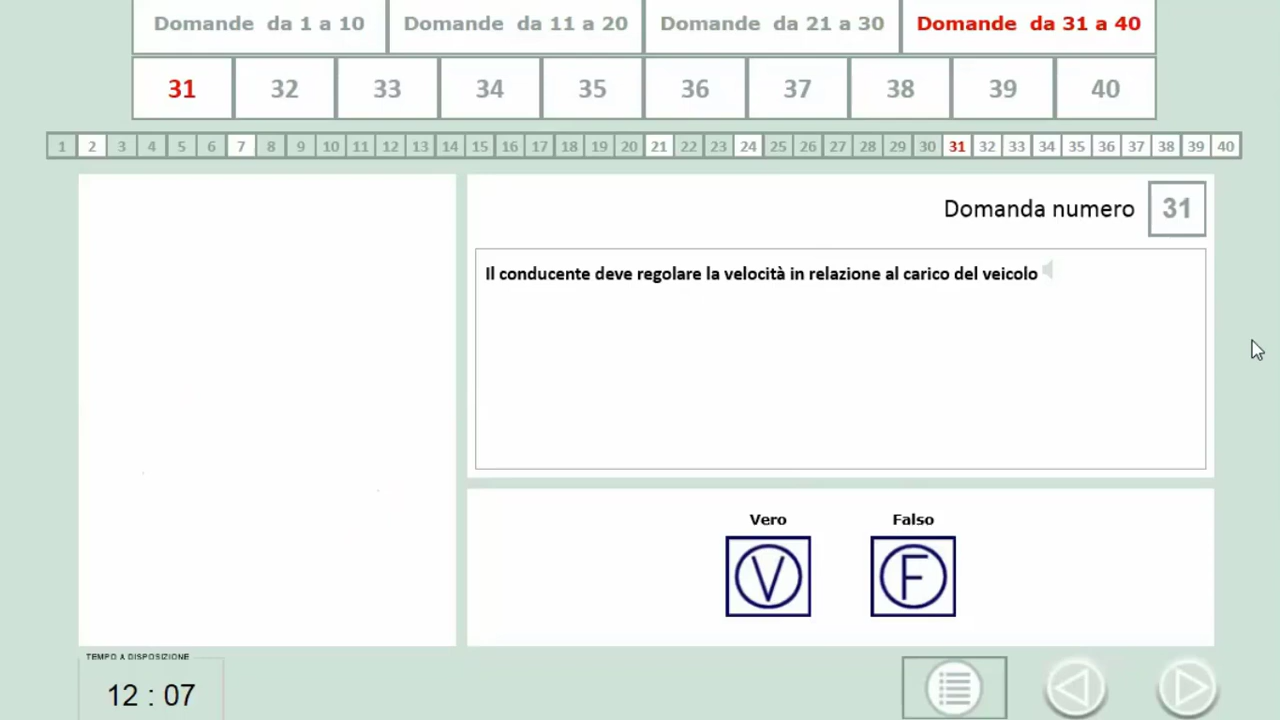 Domande da 1 a 10 Domande da 11 a 20 Domande da 21 a 30 Domande da 31 a 40
31 32 33 34 35 36 37 38 39 40
1 2 3 4 5 6 7 8 9 10 11 12 13 14 15 16 17 18 19 20 21 22 23 24 25 26 27 28 29 30 31 32 33 34 35 36 37 38 39 40
Domanda numero 31
Il conducente deve regolare la velocità in relazione al carico del veicolo
Vero Falso
V F
TEMPO A DISPOSIZIONE
12 : 07